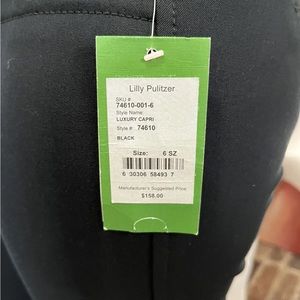 Lilly Pulitzer
SKU #
74610-001-6
Style Name:
LUXURY CAPRI
Style #: 74610
BLACK
Size: 6 SZ
6 30306 58493 7
Manufacturer's Suggested Price
$158.00